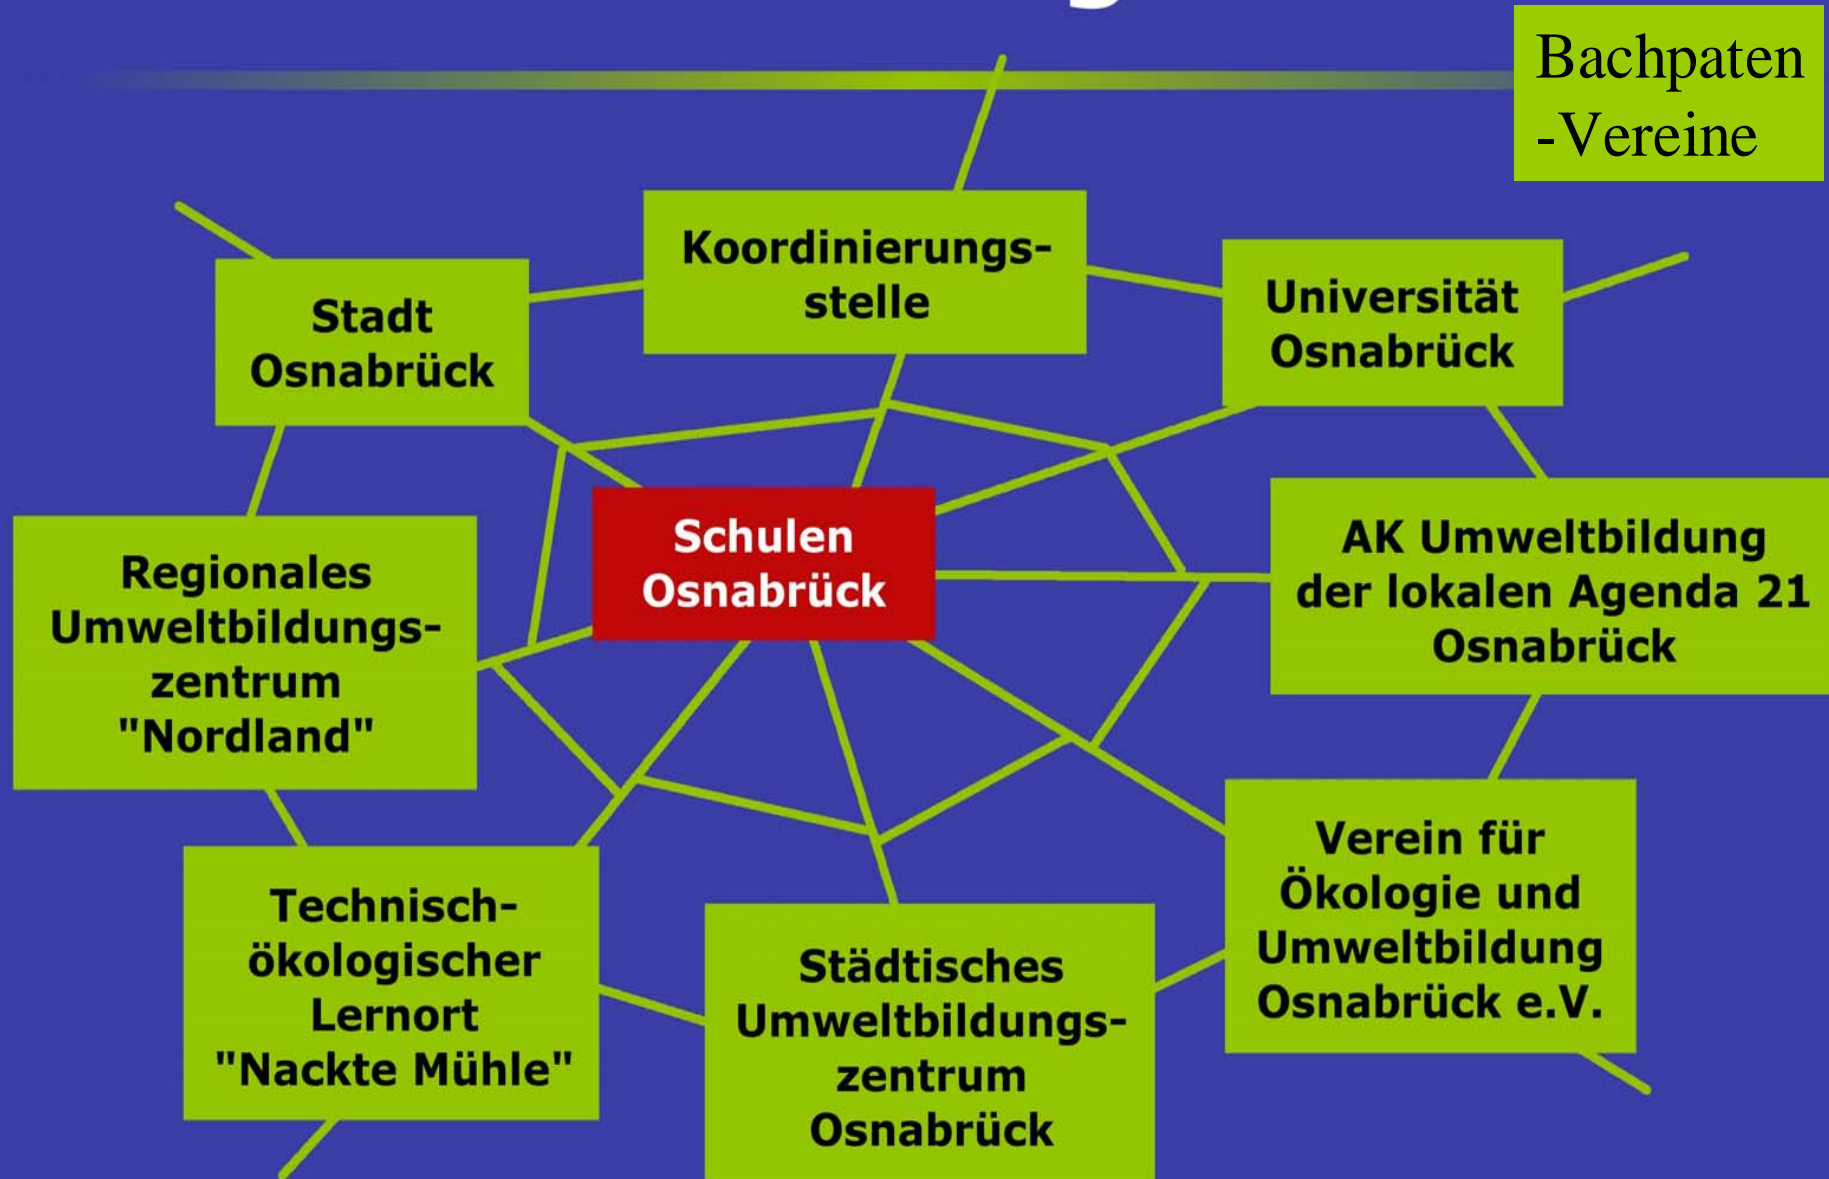 Bachpaten
-Vereine
Koordinierungs-
stelle
Stadt
Osnabrück
Universität
Osnabrück
Schulen
Osnabrück
AK Umweltbildung
der lokalen Agenda 21
Osnabrück
Regionales
Umweltbildungs-
zentrum
"Nordland"
Verein für
Ökologie und
Umweltbildung
Osnabrück e.V.
Technisch-
ökologischer
Lernort
"Nackte Mühle"
Städtisches
Umweltbildungs-
zentrum
Osnabrück